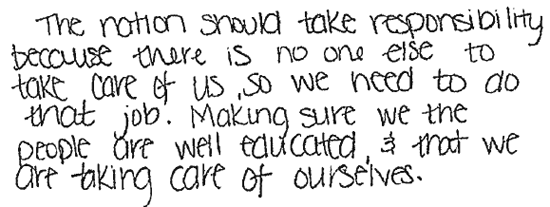 The nation should take responsibility
because there is no one else to
take care of us, so we need to do
that job. Making sure we the
people are well educated, & that we
are taking care of ourselves.